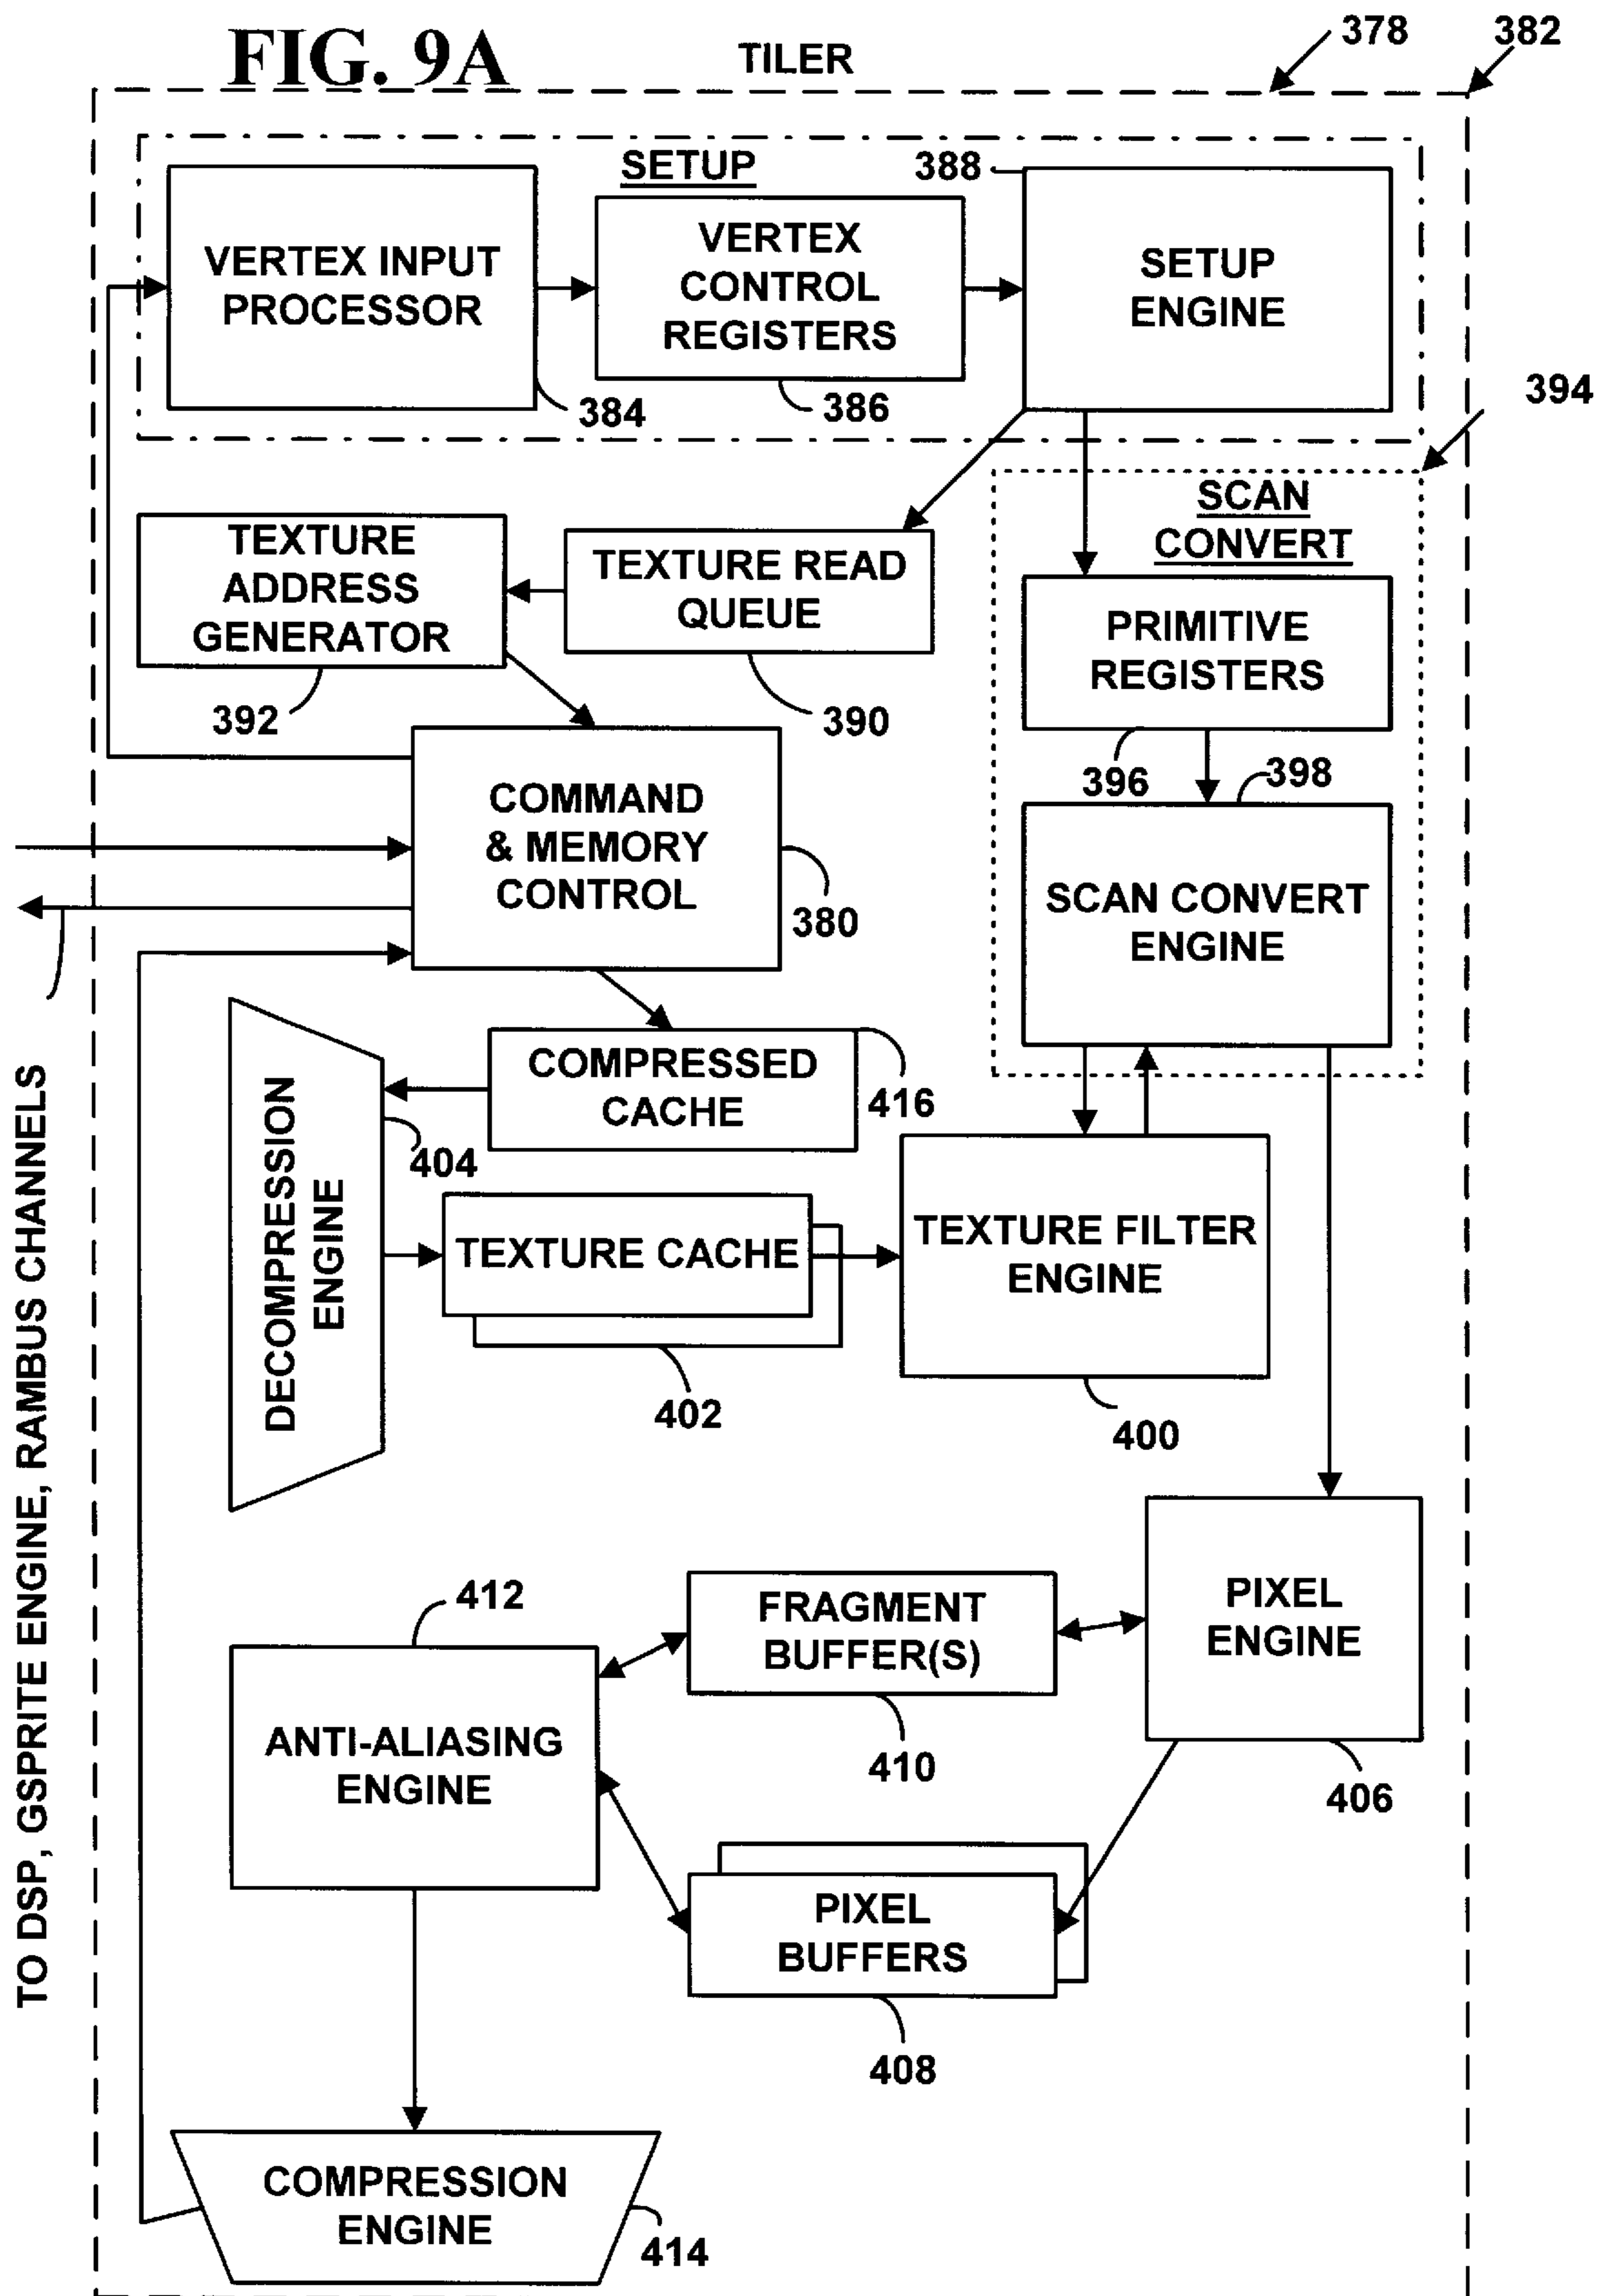 FIG. 9A
TILER
378
382
SETUP
388
VERTEX INPUT
PROCESSOR
VERTEX
CONTROL
REGISTERS
SETUP
ENGINE
384
386
394
SCAN
CONVERT
TEXTURE
ADDRESS
GENERATOR
TEXTURE READ
QUEUE
PRIMITIVE
REGISTERS
392
390
396
398
COMMAND
& MEMORY
CONTROL
380
SCAN CONVERT
ENGINE
COMPRESSED
CACHE
416
DECOMPRESSION
ENGINE
404
TEXTURE CACHE
TEXTURE FILTER
ENGINE
402
400
TO DSP, GSPRITE ENGINE, RAMBUS CHANNELS
412
FRAGMENT
BUFFER(S)
PIXEL
ENGINE
ANTI-ALIASING
ENGINE
410
406
PIXEL
BUFFERS
408
COMPRESSION
ENGINE
414